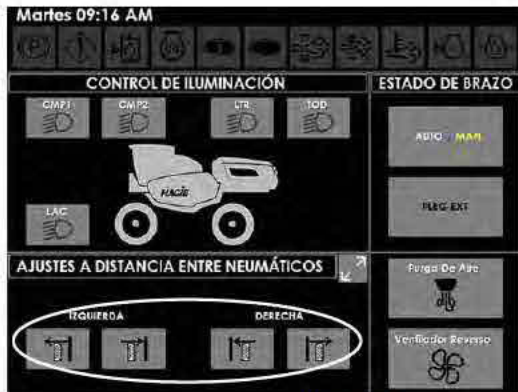 Martes 09:16 AM
CONTROL DE ILUMINACIÓN
ESTADO DE BRAZO
CMP1
CMP2
LTR
TOD
AUTO / MAN
HAGIE
PLEG EXT
LAC
AJUSTES A DISTANCIA ENTRE NEUMÁTICOS
Purga De Aire
IZQUIERDA
DERECHA
Ventilador Reverso